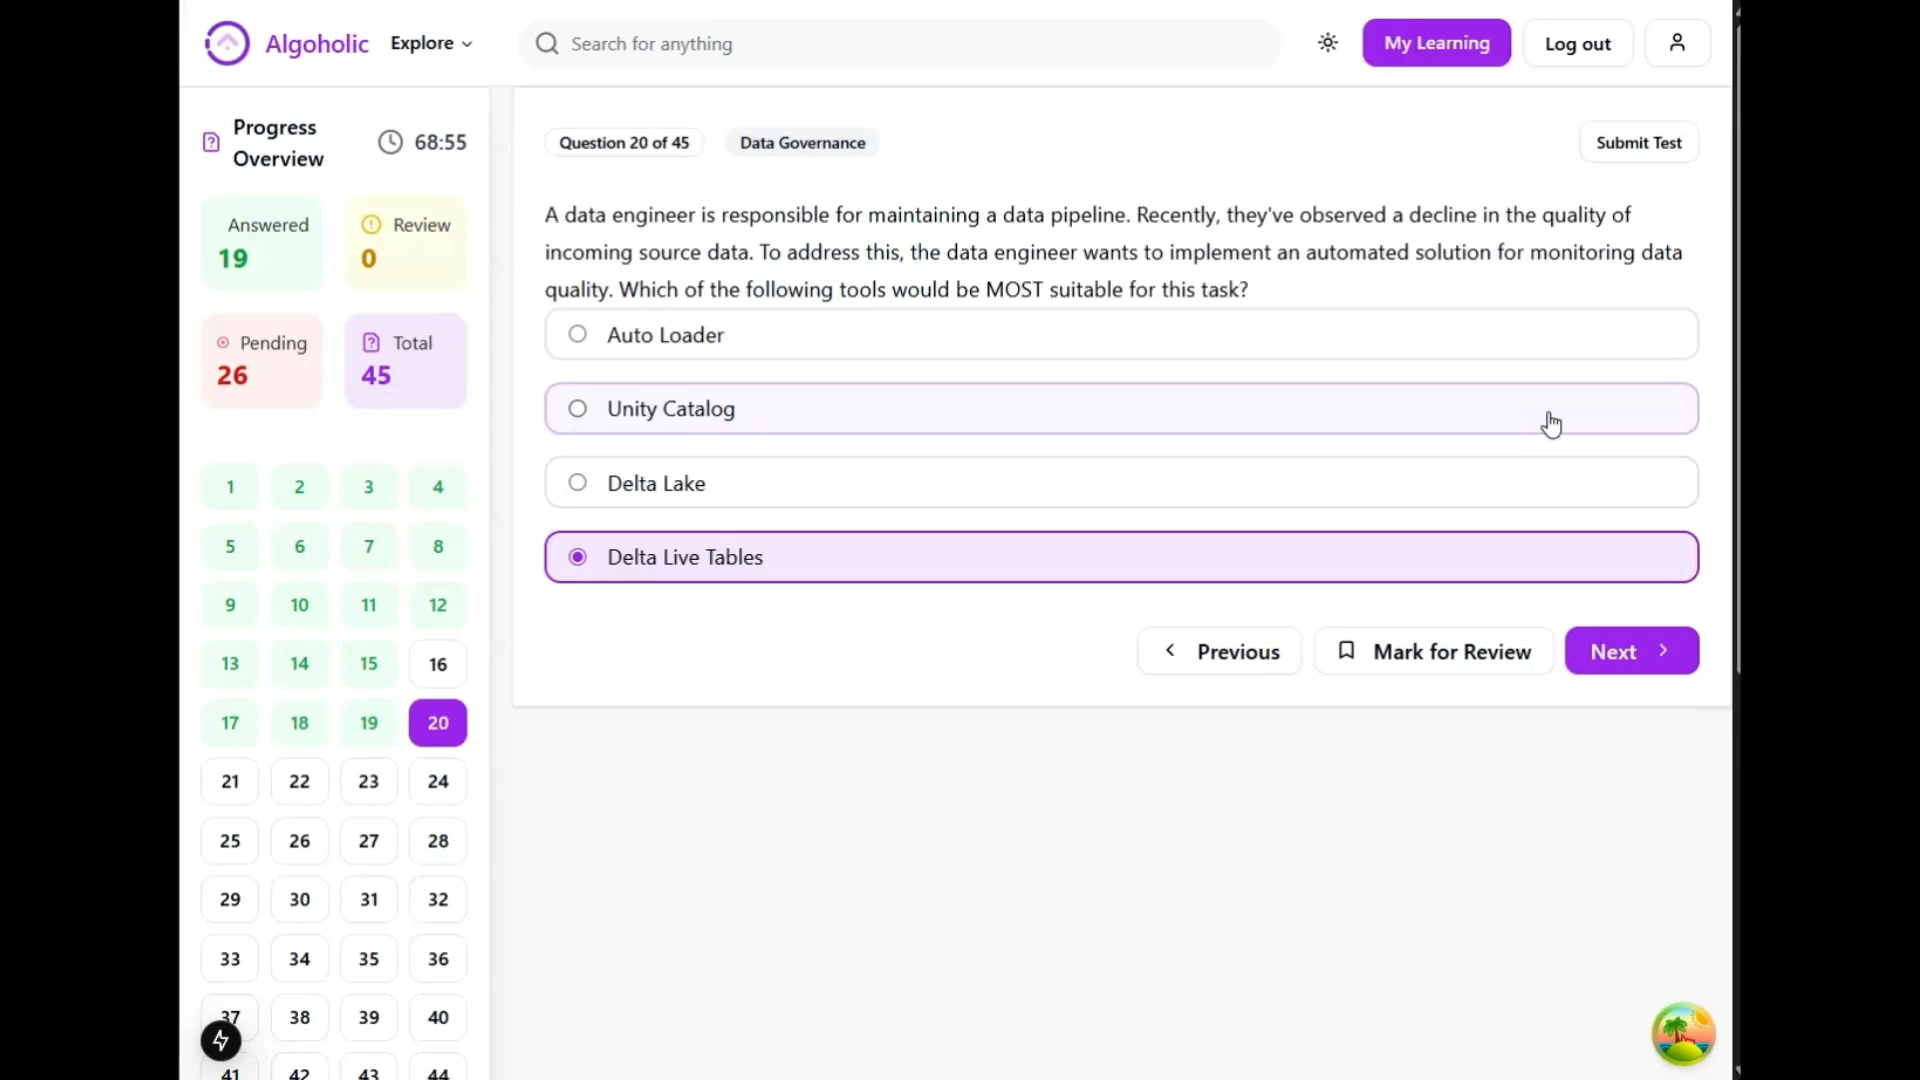 Algoholic
Explore
Search for anything
My Learning
Log out
Progress Overview
68:55
Answered
19
Review
0
Pending
26
Total
45
1 2 3 4
5 6 7 8
9 10 11 12
13 14 15 16
17 18 19 20
21 22 23 24
25 26 27 28
29 30 31 32
33 34 35 36
37 38 39 40
41 42 43 44
Question 20 of 45
Data Governance
Submit Test
A data engineer is responsible for maintaining a data pipeline. Recently, they've observed a decline in the quality of
incoming source data. To address this, the data engineer wants to implement an automated solution for monitoring data
quality. Which of the following tools would be MOST suitable for this task?
Auto Loader
Unity Catalog
Delta Lake
Delta Live Tables
Previous
Mark for Review
Next